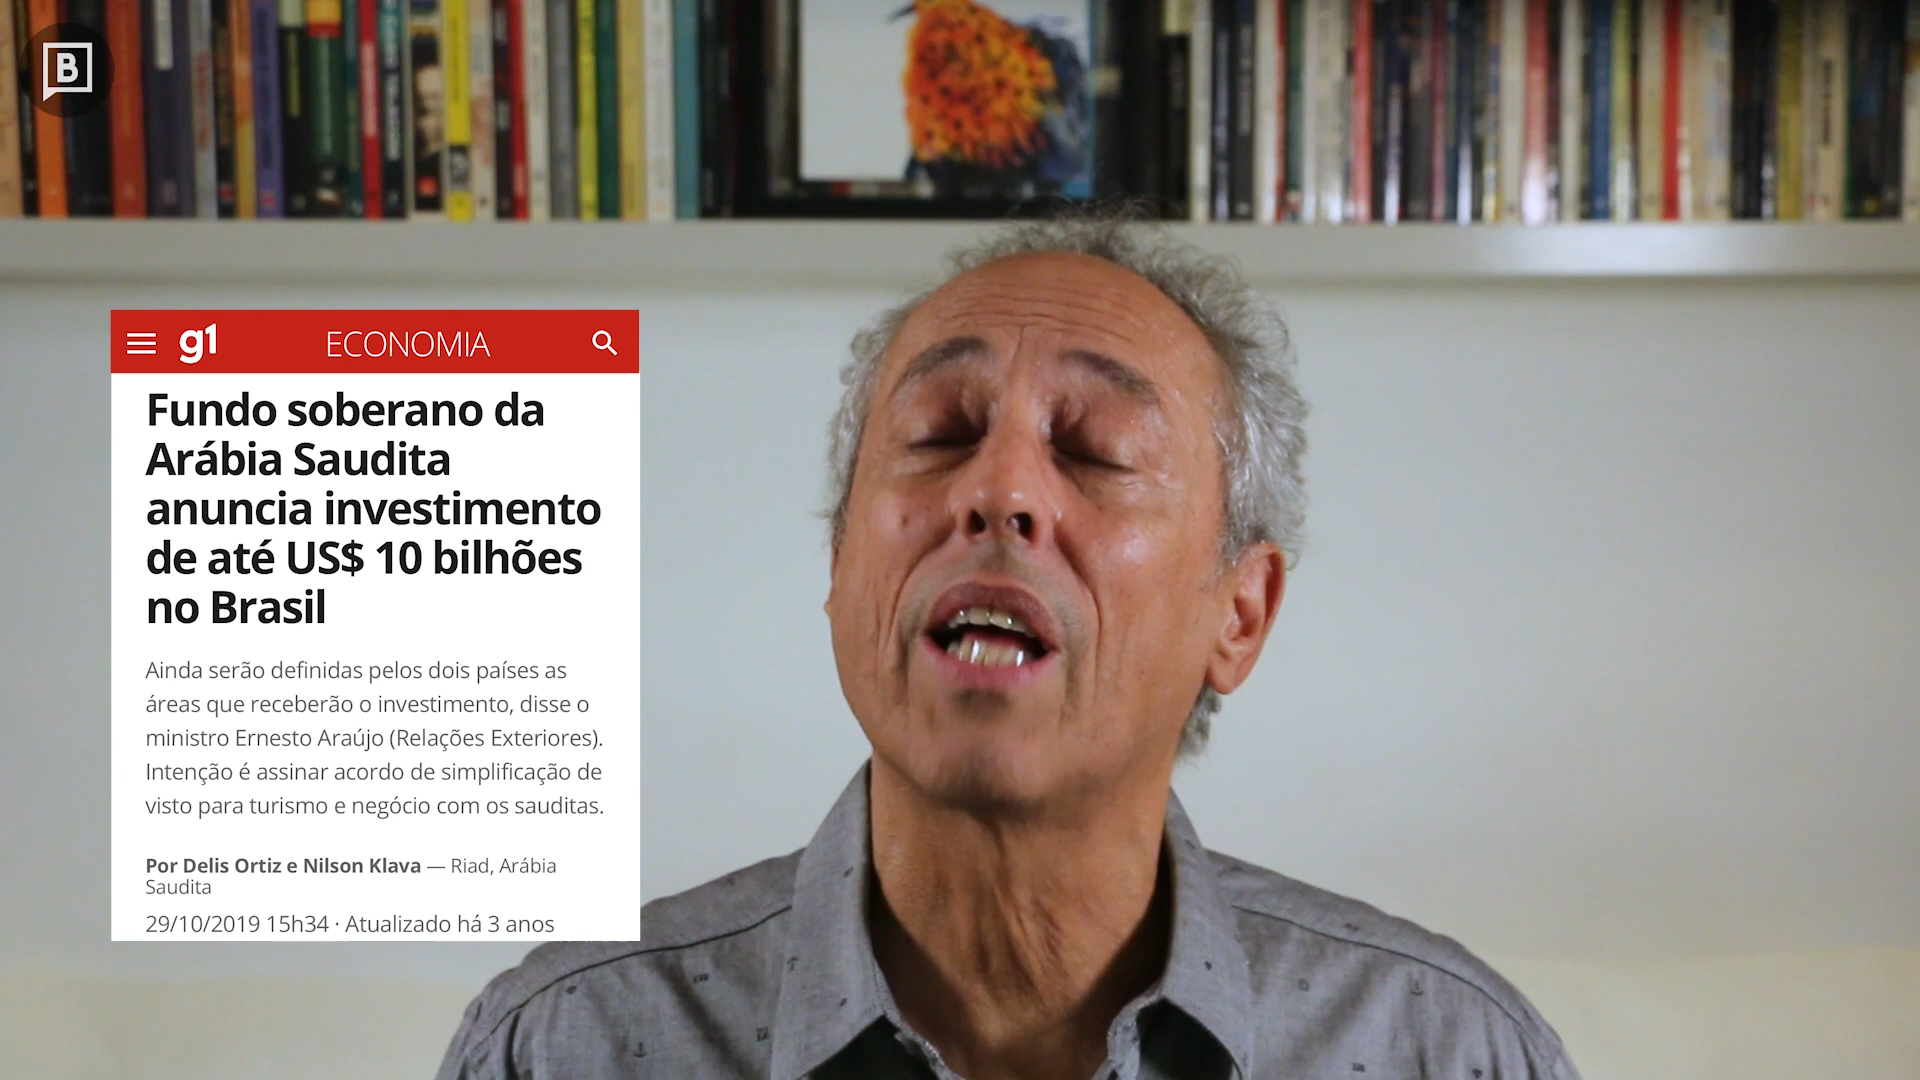 B
g1 ECONOMIA
Fundo soberano da
Arábia Saudita
anuncia investimento
de até US$ 10 bilhões
no Brasil
Ainda serão definidas pelos dois países as
áreas que receberão o investimento, disse o
ministro Ernesto Araújo (Relações Exteriores).
Intenção é assinar acordo de simplificação de
visto para turismo e negócio com os sauditas.
Por Delis Ortiz e Nilson Klava — Riad, Arábia
Saudita
29/10/2019 15h34 · Atualizado há 3 anos